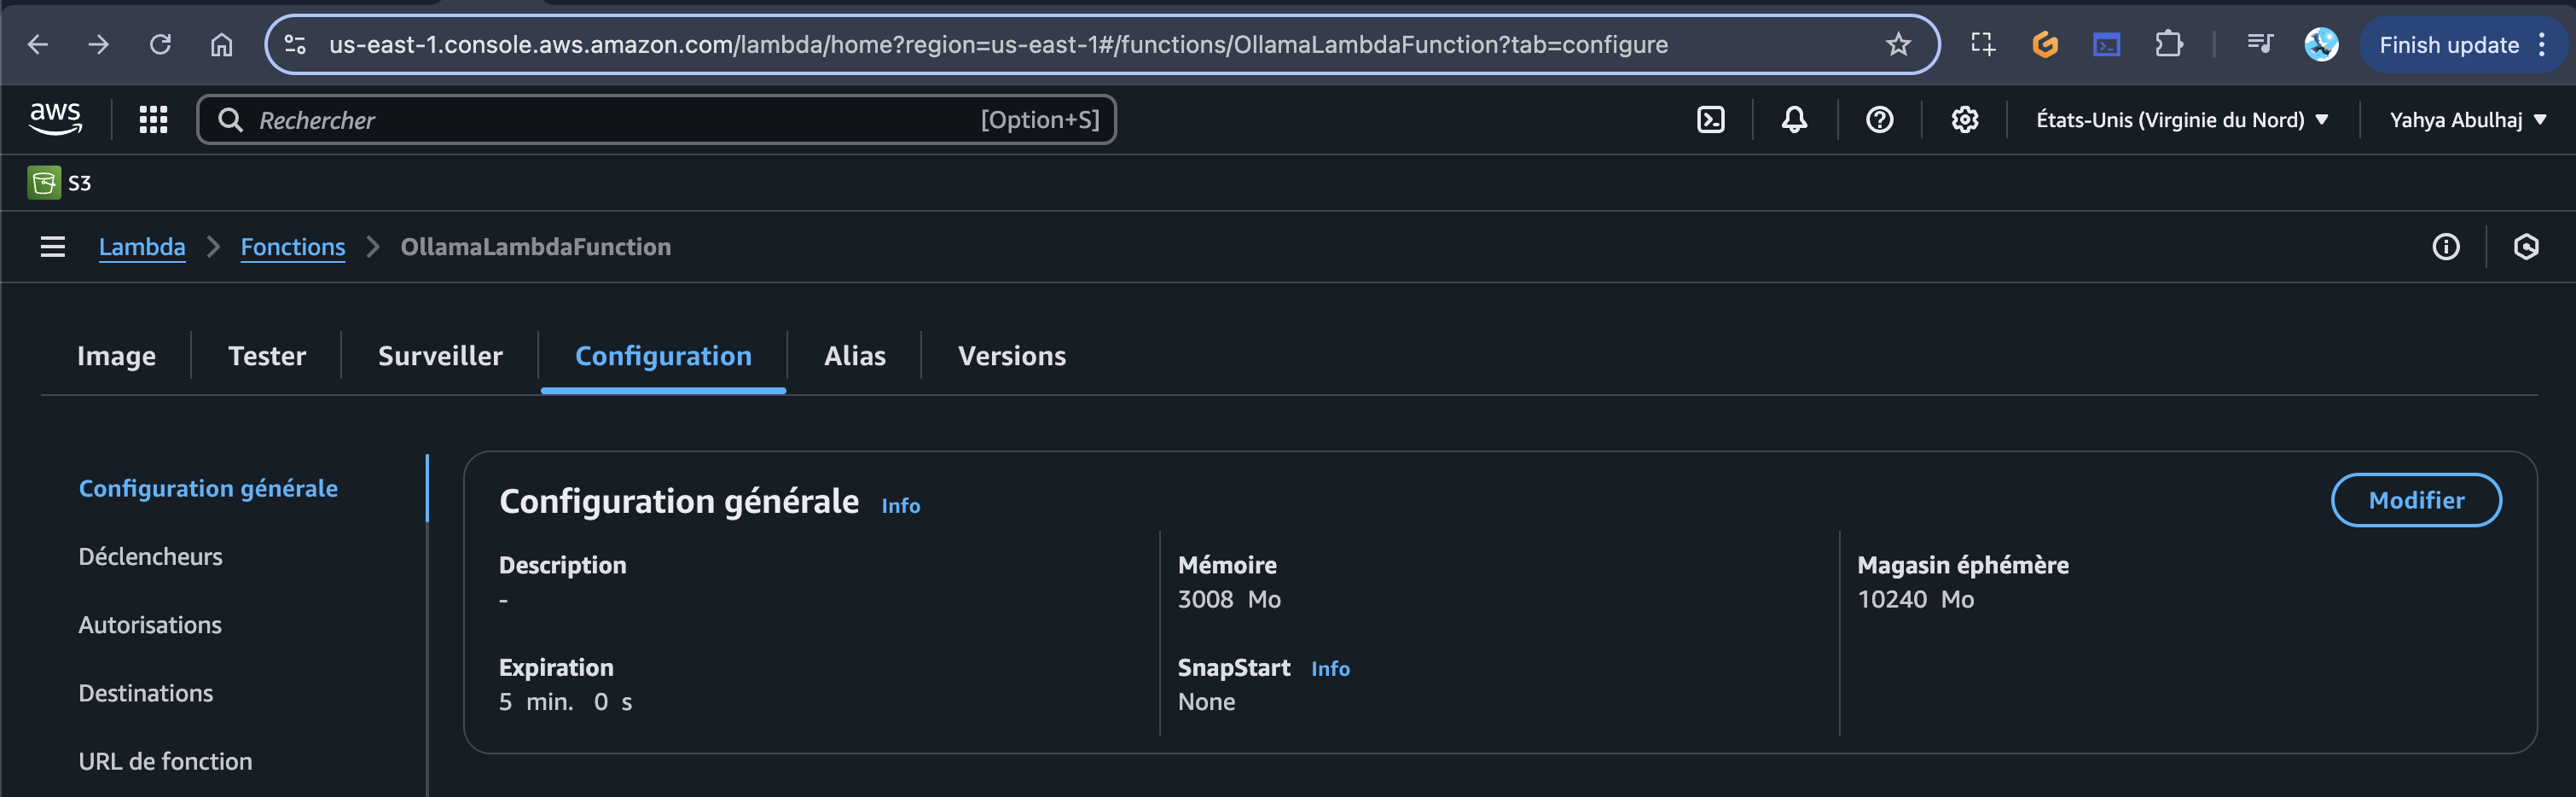 us-east-1.console.aws.amazon.com/lambda/home?region=us-east-1#/functions/OllamaLambdaFunction?tab=configure
Finish update
aws
Rechercher
[Option+S]
États-Unis (Virginie du Nord)
Yahya Abulhaj
S3
Lambda
Fonctions
OllamaLambdaFunction
Image
Tester
Surveiller
Configuration
Alias
Versions
Configuration générale
Déclencheurs
Autorisations
Destinations
URL de fonction
Configuration générale Info
Modifier
Description
-
Expiration
5 min. 0 s
Mémoire
3008 Mo
SnapStart Info
None
Magasin éphémère
10240 Mo